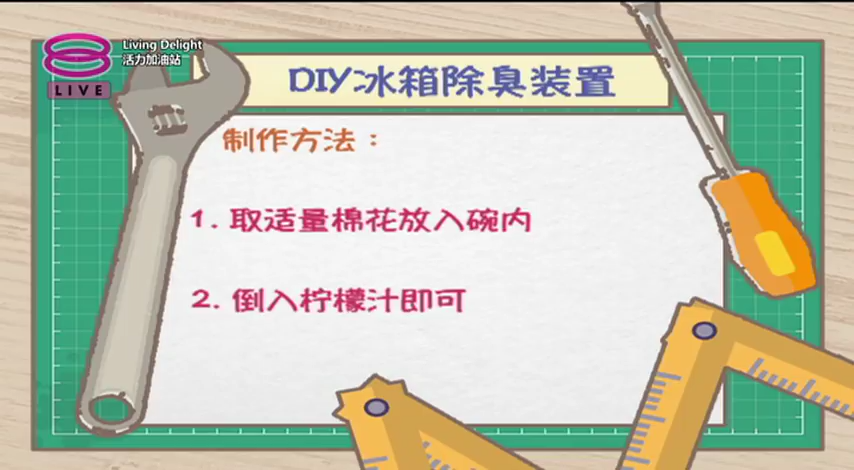 Living Delight
活力加油站
LIVE
DIY冰箱除臭装置
制作方法：
1. 取适量棉花放入碗内
2. 倒入柠檬汁即可